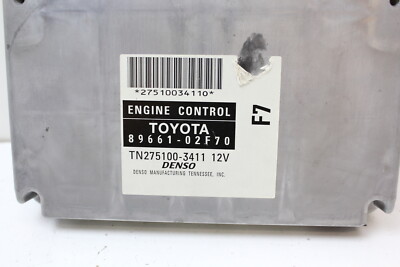 *27510034110*
ENGINE CONTROL
TOYOTA
89661-02F70
F7
TN275100-3411 12V
DENSO
DENSO MANUFACTURING TENNESSEE, INC.